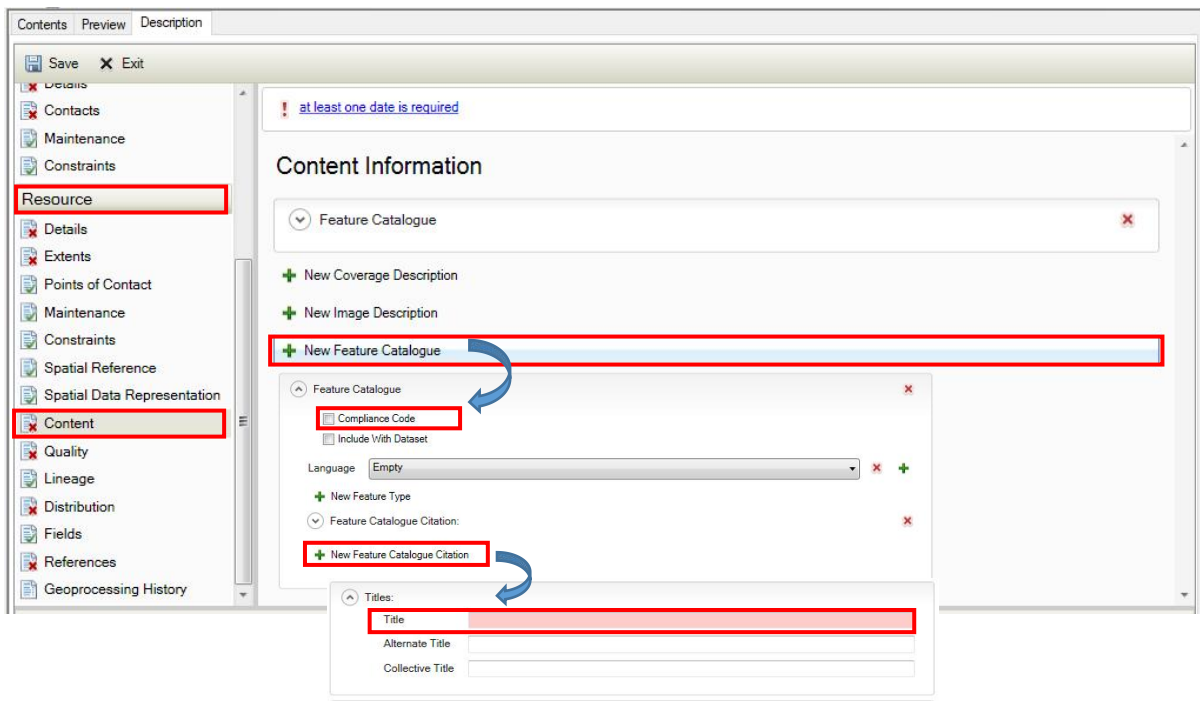 Contents Preview Description
Save Exit
Details
Contacts
Maintenance
Constraints
Resource
Details
Extents
Points of Contact
Maintenance
Constraints
Spatial Reference
Spatial Data Representation
Content
Quality
Lineage
Distribution
Fields
References
Geoprocessing History
at least one date is required
Content Information
Feature Catalogue
New Coverage Description
New Image Description
New Feature Catalogue
Feature Catalogue
Compliance Code
Include With Dataset
Language Empty
New Feature Type
Feature Catalogue Citation:
New Feature Catalogue Citation
Titles:
Title
Alternate Title
Collective Title